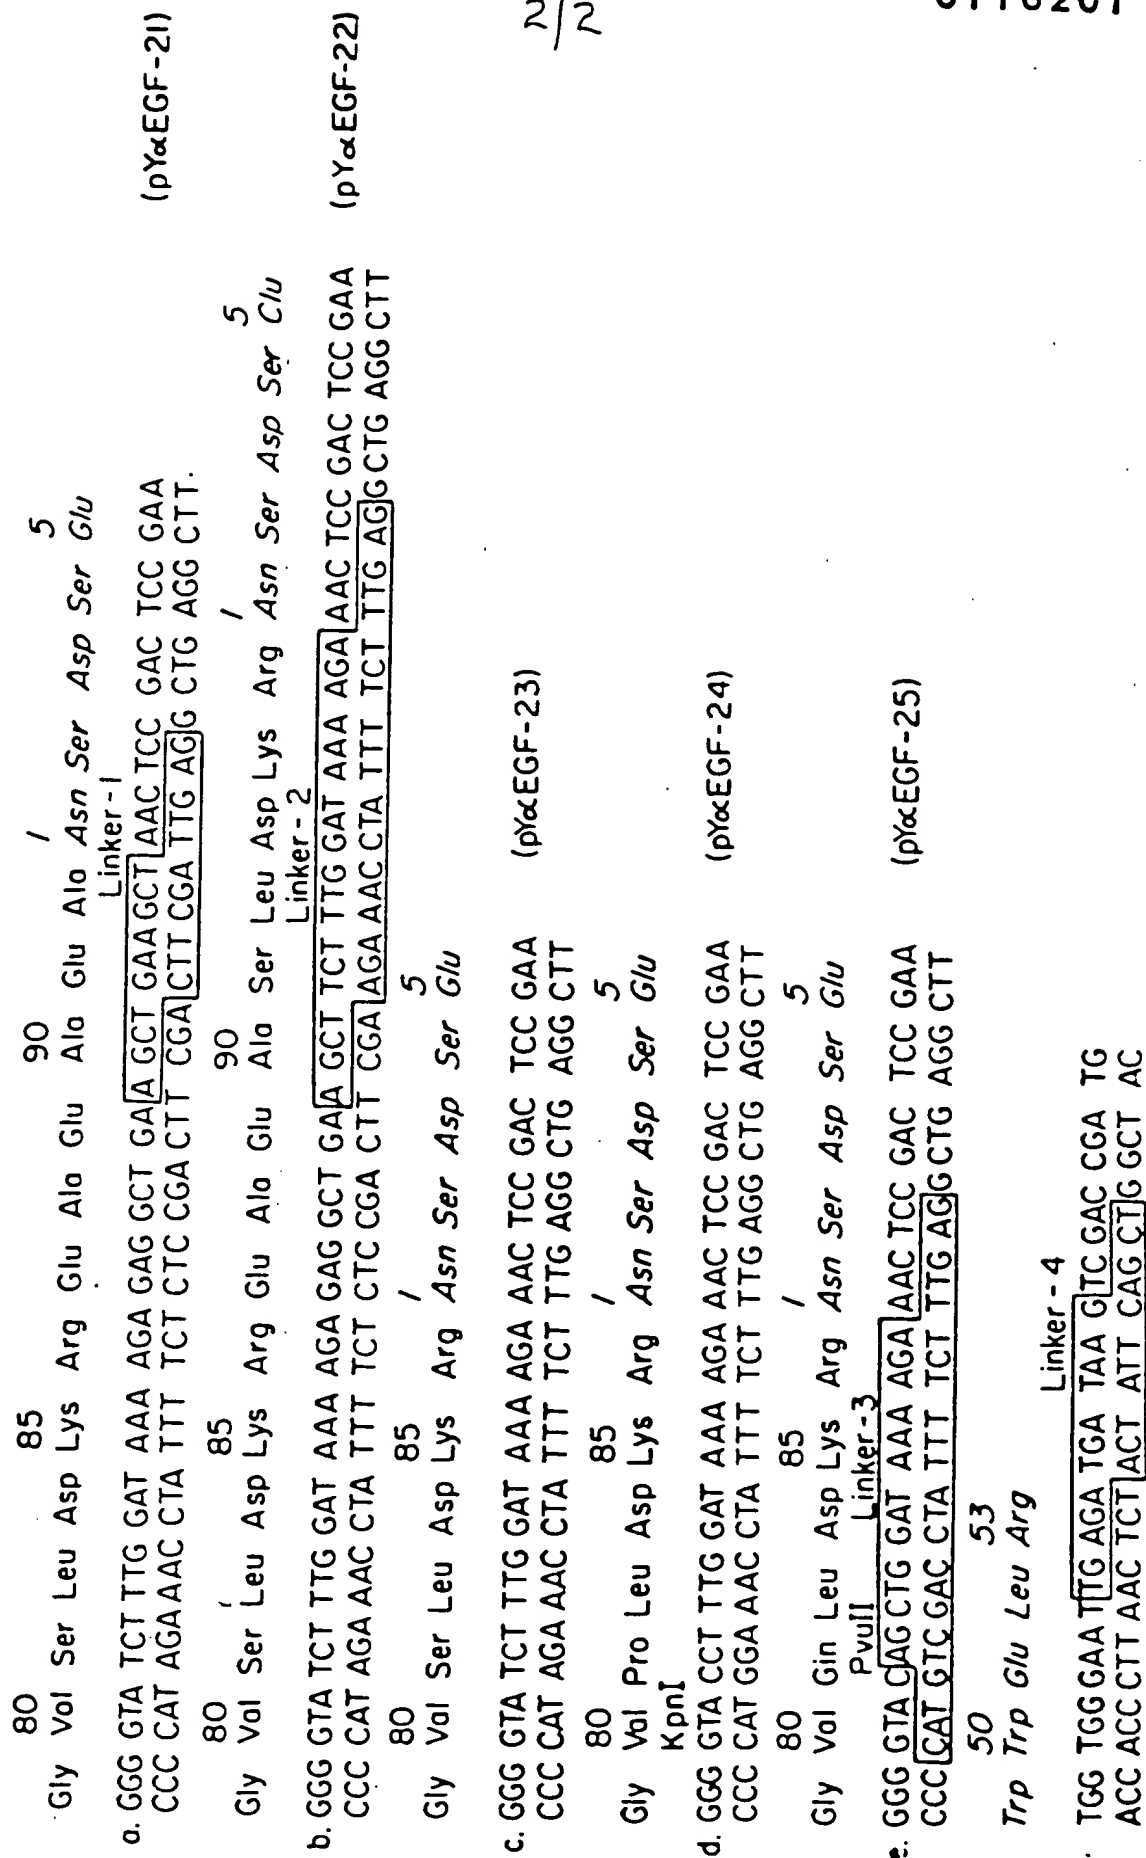 2/2
80 85 90 1 5
Gly Val Ser Leu Asp Lys Arg Glu Ala Glu Ala Glu Ala Asn Ser Asp Ser Glu
Linker-1
a. GGG GTA TCT TTG GAT AAA AGA GAG GCT GAA GCT GAA GCT AAC TCC GAC TCC GAA
(pYαEGF-21)
CCC CAT AGA AAC CTA TTT TCT CTC CGA CTT CGA CTT CGA TTG AGG CTG AGG CTT.
80 85 90 1 5
Gly Val Ser Leu Asp Lys Arg Glu Ala Glu Ala Ser Leu Asp Lys Arg Asn Ser Asp Ser Clu
Linker-2
b. GGG GTA TCT TTG GAT AAA AGA GAG GCT GAA GCT TCT TTG GAT AAA AGA AAC TCC GAC TCC GAA
(pYαEGF-22)
CCC CAT AGA AAC CTA TTT TCT CTC CGA CTT CGA AGA AAC CTA TTT TCT TTG AGG CTG AGG CTT
80 85 1 5
Gly Val Ser Leu Asp Lys Arg Asn Ser Asp Ser Glu
c. GGG GTA TCT TTG GAT AAA AGA AAC TCC GAC TCC GAA
(pYαEGF-23)
CCC CAT AGA AAC CTA TTT TCT TTG AGG CTG AGG CTT
80 85 1 5
Gly Val Pro Leu Asp Lys Arg Asn Ser Asp Ser Glu
KpnI
d. GGG GTA CCT TTG GAT AAA AGA AAC TCC GAC TCC GAA
(pYαEGF-24)
CCC CAT GGA AAC CTA TTT TCT TTG AGG CTG AGG CTT
80 85 1 5
Gly Val Gin Leu Asp Lys Arg Asn Ser Asp Ser Glu
PvuII Linker-3
e. GGG GTA CAG CTG GAT AAA AGA AAC TCC GAC TCC GAA
(pYαEGF-25)
CCC CAT GTC GAC CTA TTT TCT TTG AGG CTG AGG CTT
50 53
Trp Trp Glu Leu Arg
Linker-4
TGG TGG GAA TTG AGA TGA TAA GTC GAC CGA TG
ACC ACC CTT AAC TCT ACT ATT CAG CTG GCT AC